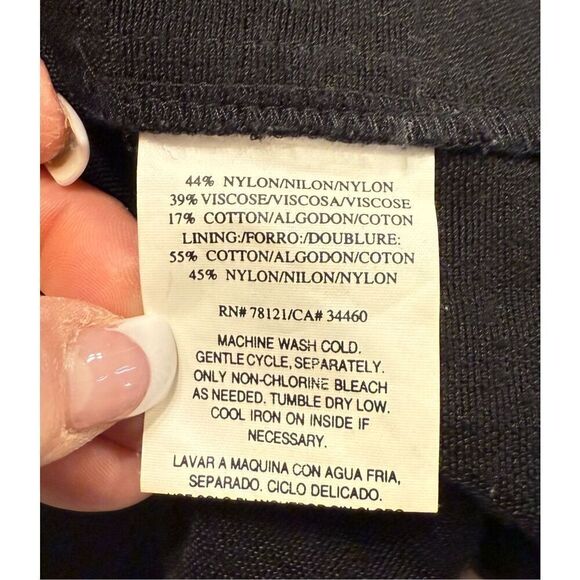 44% NYLON/NILON/NYLON
39% VISCOSE/VISCOSA/VISCOSE
17% COTTON/ALGODON/COTON
LINING:/FORRO:/DOUBLURE:
55% COTTON/ALGODON/COTON
45% NYLON/NILON/NYLON
RN# 78121/CA# 34460
MACHINE WASH COLD.
GENTLE CYCLE, SEPARATELY.
ONLY NON-CHLORINE BLEACH
AS NEEDED. TUMBLE DRY LOW.
COOL IRON ON INSIDE IF
NECESSARY.
LAVAR A MAQUINA CON AGUA FRIA,
SEPARADO. CICLO DELICADO.